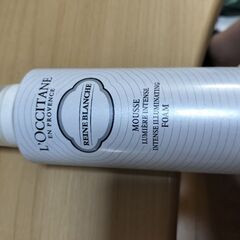 L'OCCITANE
EN PROVENCE
REINE BLANCHE
MOUSSE
LUMIÈRE INTENSE
INTENSE ILLUMINATING
FOAM